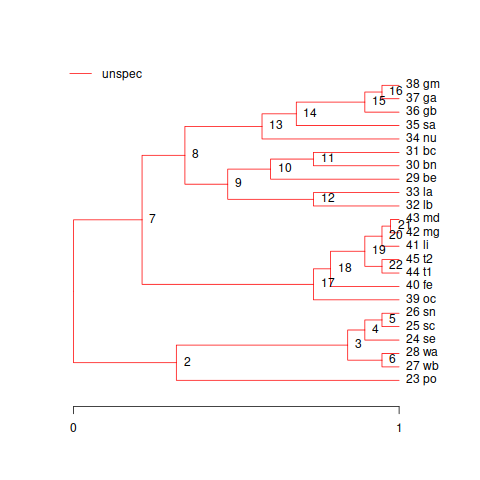 unspec
38 gm
16
37 ga
15
36 gb
14
35 sa
13
34 nu
31 bc
8
11
30 bn
10
29 be
9
33 la
12
32 lb
7
43 md
21
42 mg
20
41 li
19
45 t2
18
22
44 t1
17
40 fe
39 oc
26 sn
5
25 sc
4
24 se
3
28 wa
2
6
27 wb
23 po
0 1